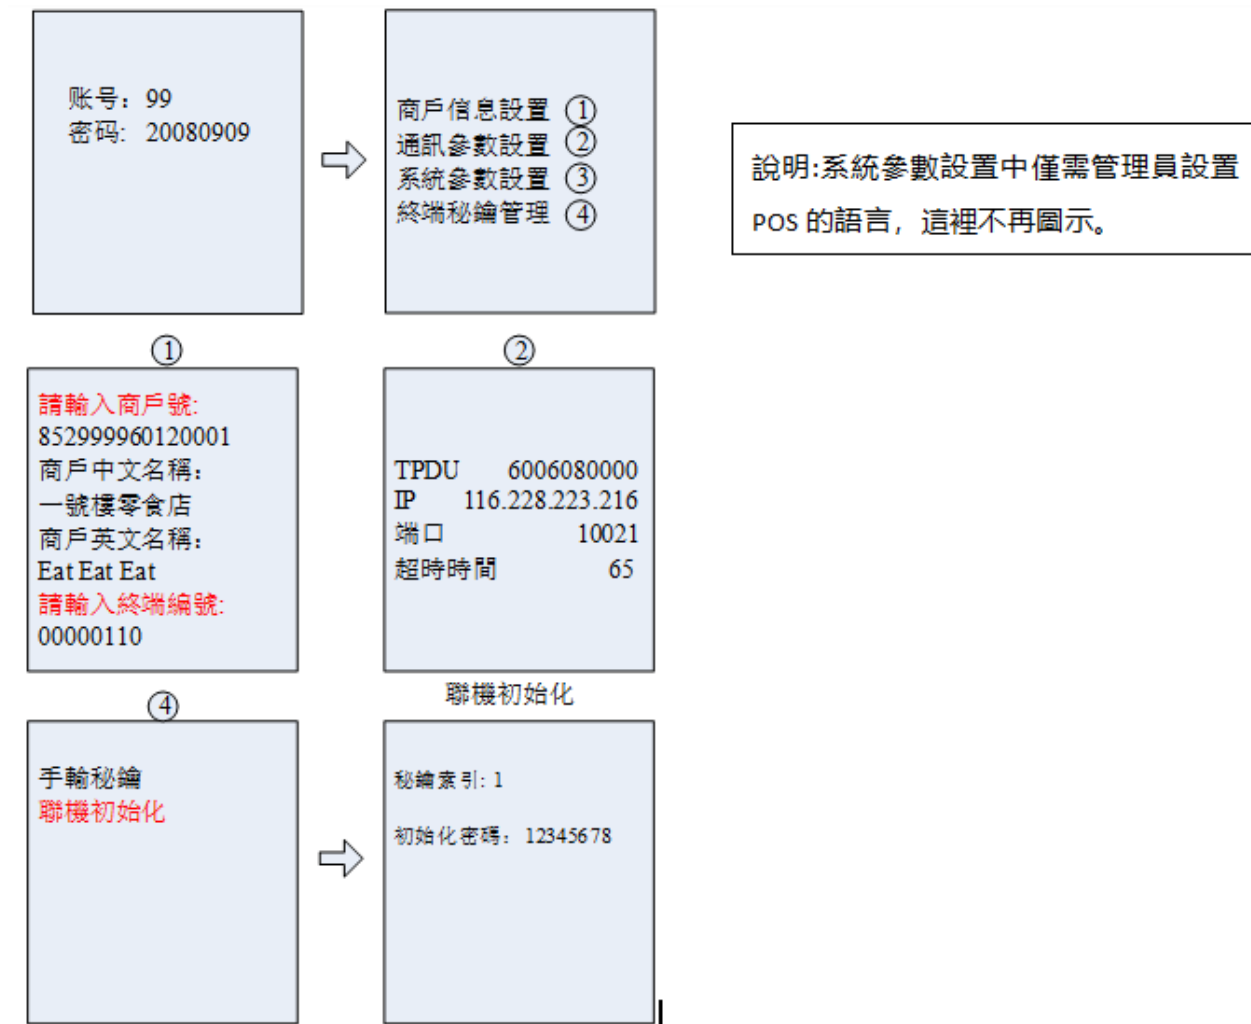 账号：99
密码: 20080909
商戶信息設置 ①
通訊參數設置 ②
系統參數設置 ③
終端秘鑰管理 ④
說明:系統參數設置中僅需管理員設置
POS 的語言，這裡不再圖示。
①
請輸入商戶號:
852999960120001
商戶中文名稱：
一號樓零食店
商戶英文名稱：
Eat Eat Eat
請輸入終端編號:
00000110
②
TPDU 6006080000
IP 116.228.223.216
端口 10021
超時時間 65
④
手輸秘鑰
聯機初始化
聯機初始化
秘鑰索引: 1
初始化密碼：12345678